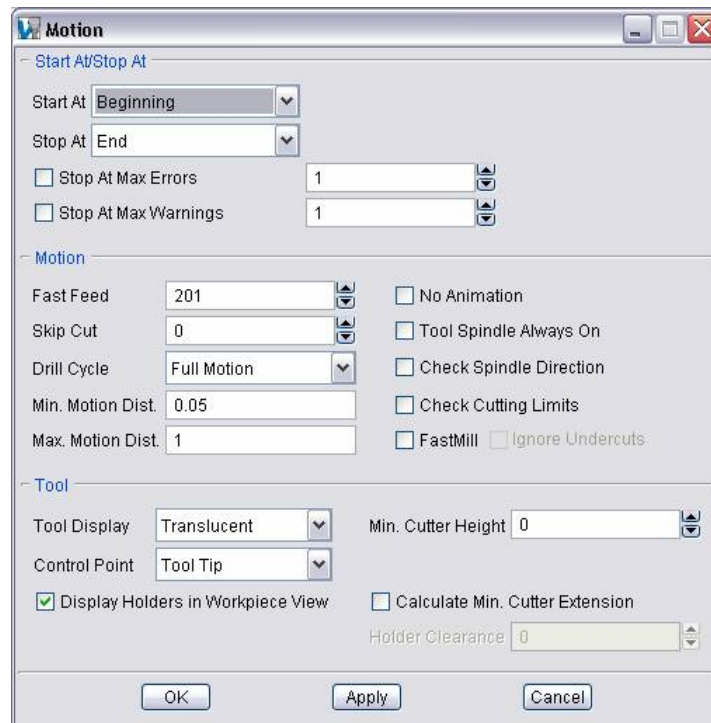 Motion
Start At/Stop At
Start At Beginning
Stop At End
Stop At Max Errors 1
Stop At Max Warnings 1
Motion
Fast Feed 201 No Animation
Skip Cut 0 Tool Spindle Always On
Drill Cycle Full Motion Check Spindle Direction
Min. Motion Dist. 0.05 Check Cutting Limits
Max. Motion Dist. 1 FastMill Ignore Undercuts
Tool
Tool Display Translucent Min. Cutter Height 0
Control Point Tool Tip
Display Holders in Workpiece View Calculate Min. Cutter Extension
Holder Clearance 0
OK Apply Cancel